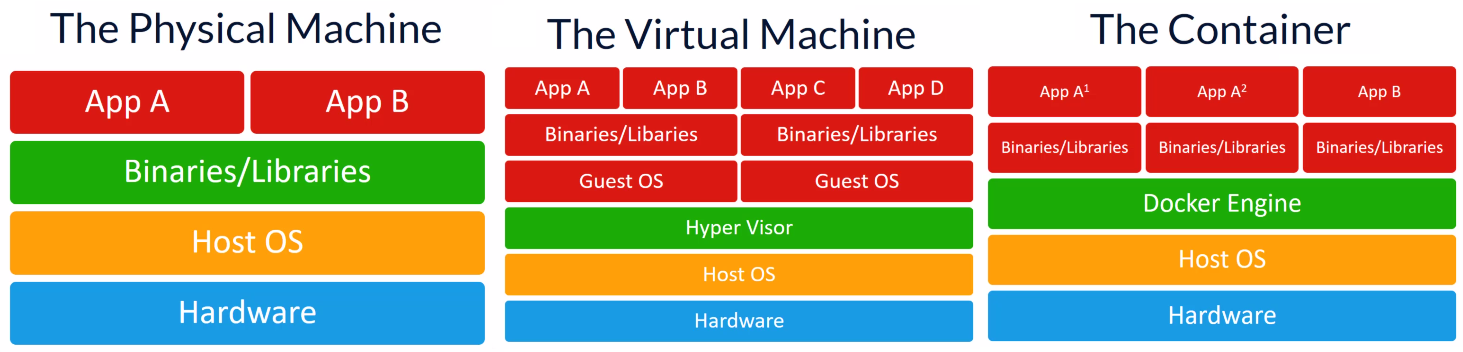 The Physical Machine
App A
App B
Binaries/Libraries
Host OS
Hardware
The Virtual Machine
App A
App B
App C
App D
Binaries/Libaries
Binaries/Libraries
Guest OS
Guest OS
Hyper Visor
Host OS
Hardware
The Container
App A¹
App A²
App B
Binaries/Libraries
Binaries/Libraries
Binaries/Libraries
Docker Engine
Host OS
Hardware